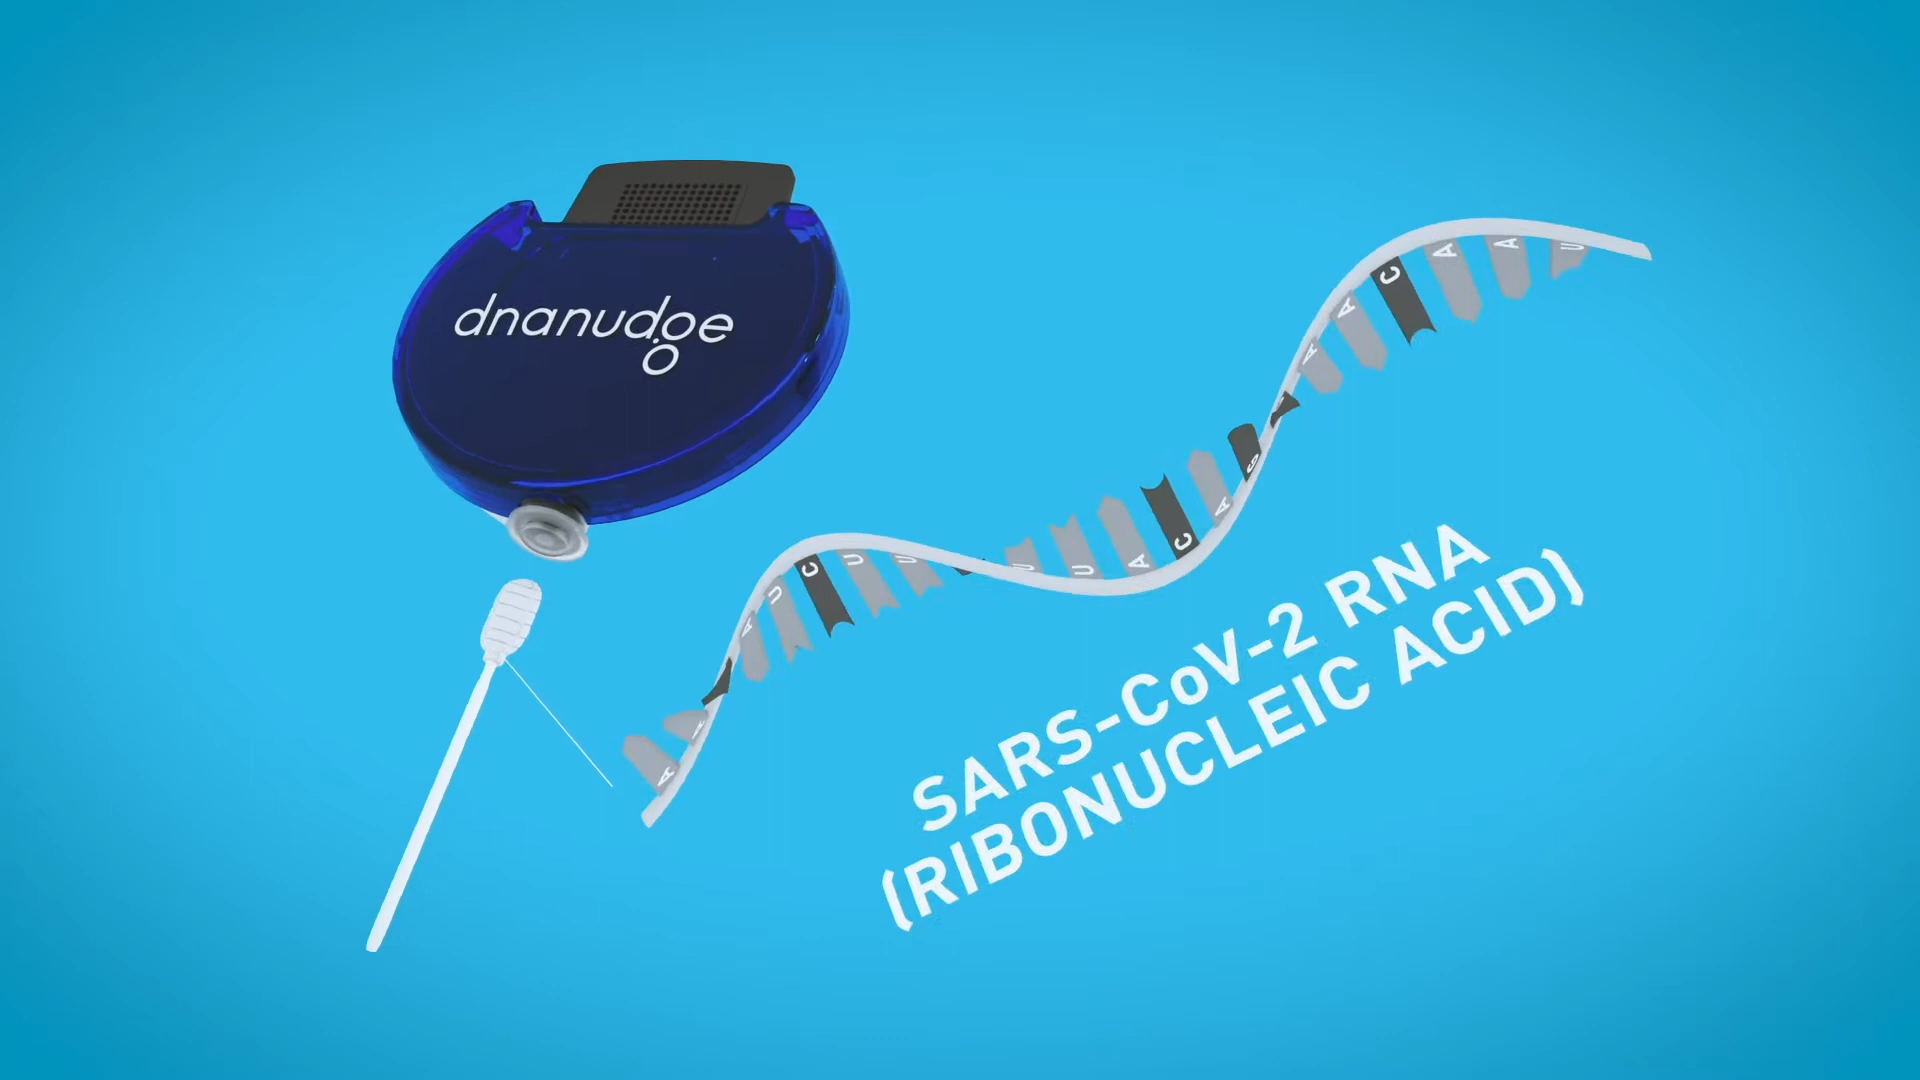 dnanudge
A
A
U
C
U
U
U
U
A
C
A
G
A
A
C
A
A
U
SARS-CoV-2 RNA
(RIBONUCLEIC ACID)